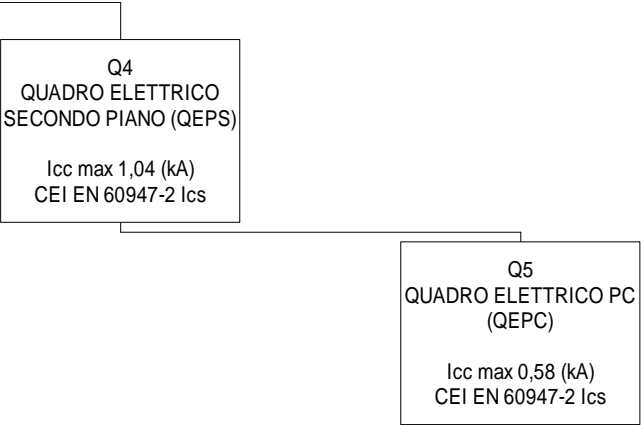 Q4
QUADRO ELETTRICO
SECONDO PIANO (QEPS)
Icc max 1,04 (kA)
CEI EN 60947-2 Ics
Q5
QUADRO ELETTRICO PC
(QEPC)
Icc max 0,58 (kA)
CEI EN 60947-2 Ics